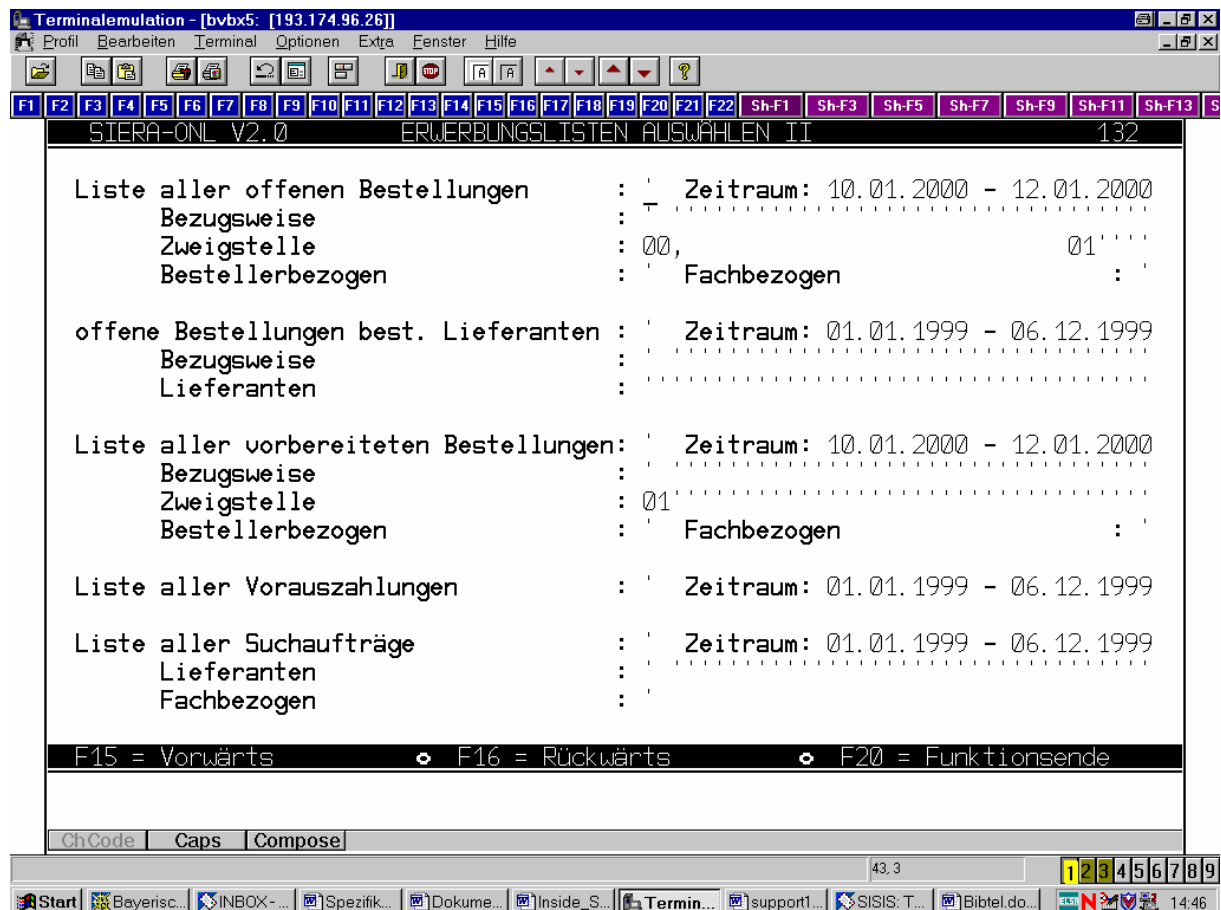 Terminalemulation - [bvbx5: [193.174.96.26]]
Profil Bearbeiten Terminal Optionen Extra Fenster Hilfe
STOP A A ?
F1 F2 F3 F4 F5 F6 F7 F8 F9 F10 F11 F12 F13 F14 F15 F16 F17 F18 F19 F20 F21 F22 Sh-F1 Sh-F3 Sh-F5 Sh-F7 Sh-F9 Sh-F11 Sh-F13 S
SIERA-ONL V2.0 ERWERBUNGSLISTEN AUSWÄHLEN II 132
Liste aller offenen Bestellungen : ' Zeitraum: 10.01.2000 - 12.01.2000
Bezugsweise : ' ' ' ' ' ' ' ' ' ' ' ' ' ' ' ' ' ' ' ' ' ' ' ' ' ' ' ' ' ' ' ' ' ' ' '
Zweigstelle : 00, 01''''
Bestellerbezogen : ' Fachbezogen : '
offene Bestellungen best. Lieferanten : ' Zeitraum: 01.01.1999 - 06.12.1999
Bezugsweise : ' ' ' ' ' ' ' ' ' ' ' ' ' ' ' ' ' ' ' ' ' ' ' ' ' ' ' ' ' ' ' ' ' ' ' '
Lieferanten : ' ' ' ' ' ' ' ' ' ' ' ' ' ' ' ' ' ' ' ' ' ' ' ' ' ' ' ' ' ' ' ' ' ' ' '
Liste aller vorbereiteten Bestellungen: ' Zeitraum: 10.01.2000 - 12.01.2000
Bezugsweise : ' ' ' ' ' ' ' ' ' ' ' ' ' ' ' ' ' ' ' ' ' ' ' ' ' ' ' ' ' ' ' ' ' ' ' '
Zweigstelle : 01' ' ' ' ' ' ' ' ' ' ' ' ' ' ' ' ' ' ' ' ' ' ' ' ' ' ' ' ' ' ' ' ' '
Bestellerbezogen : ' Fachbezogen : '
Liste aller Vorauszahlungen : ' Zeitraum: 01.01.1999 - 06.12.1999
Liste aller Suchaufträge : ' Zeitraum: 01.01.1999 - 06.12.1999
Lieferanten : ' ' ' ' ' ' ' ' ' ' ' ' ' ' ' ' ' ' ' ' ' ' ' ' ' ' ' ' ' ' ' ' ' ' ' '
Fachbezogen : '
F15 = Vorwärts o F16 = Rückwärts o F20 = Funktionsende
ChCode Caps Compose
43, 3 1 2 3 4 5 6 7 8 9
Start Bayerisc... INBOX - ... Spezifik... Dokume... Inside_S... Termin... support1... SISIS: T... Bibtel.do... 14:46